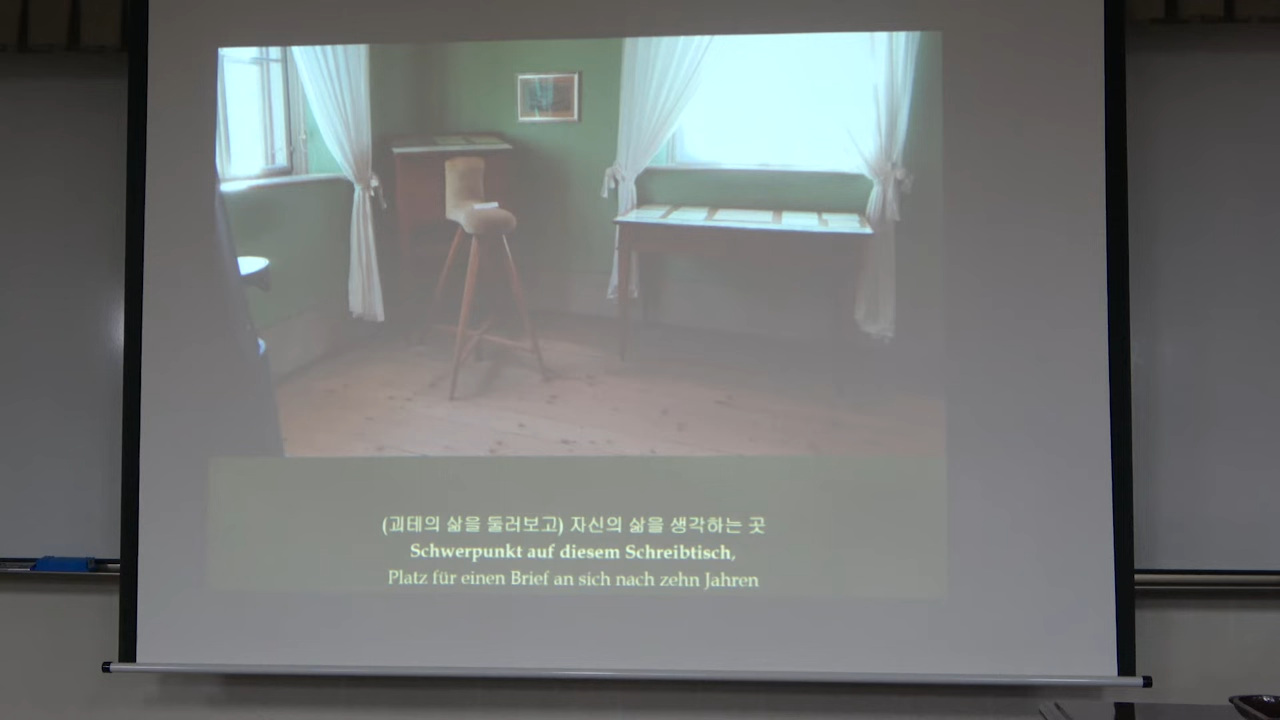 (괴테의 삶을 둘러보고) 자신의 삶을 생각하는 곳
Schwerpunkt auf diesem Schreibtisch,
Platz für einen Brief an sich nach zehn Jahren